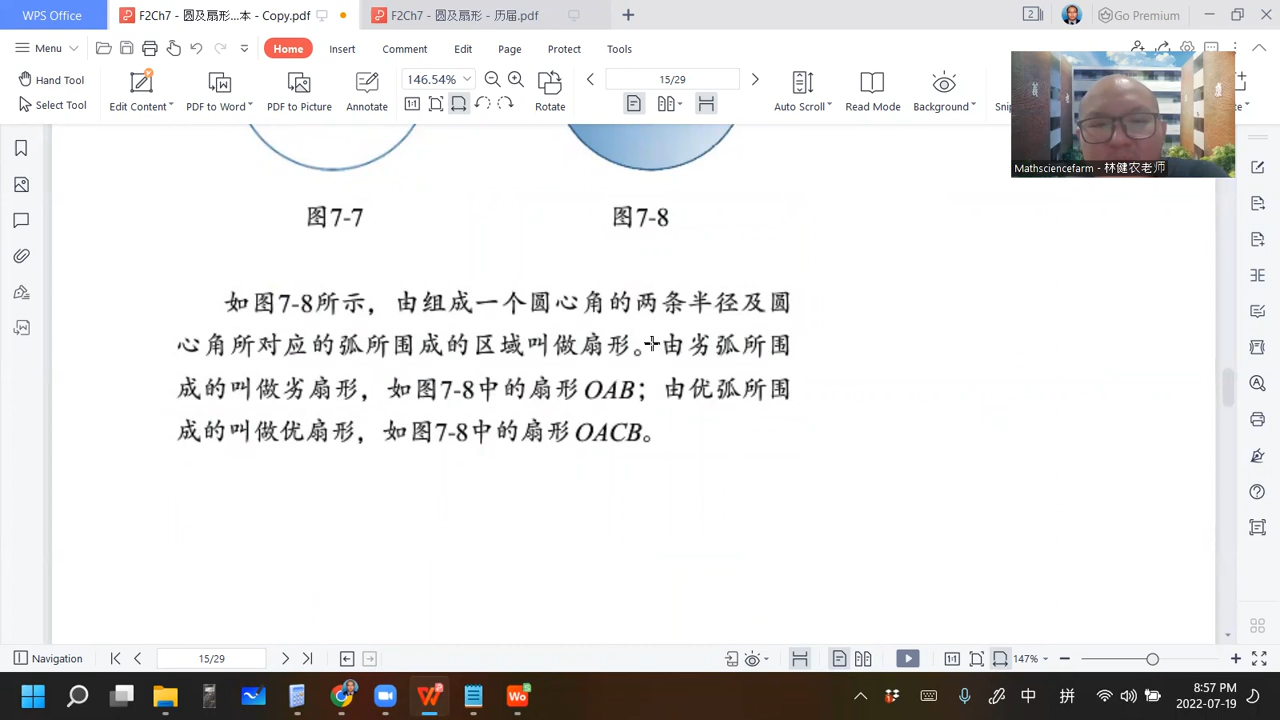 WPS Office
F2Ch7 - 圆及扇形...本 - Copy.pdf
F2Ch7 - 圆及扇形 - 历届.pdf
2
Go Premium
Menu
Home
Insert
Comment
Edit
Page
Protect
Tools
Hand Tool
Select Tool
Edit Content
PDF to Word
PDF to Picture
Annotate
146.54%
Rotate
15/29
Auto Scroll
Read Mode
Background
Mathsciencefarm - 林健农老师
图7-7
图7-8
如图7-8所示，由组成一个圆心角的两条半径及圆
心角所对应的弧所围成的区域叫做扇形。由劣弧所围
成的叫做劣扇形，如图7-8中的扇形OAB；由优弧所围
成的叫做优扇形，如图7-8中的扇形OACB。
Navigation
15/29
147%
中
拼
8:57 PM
2022-07-19